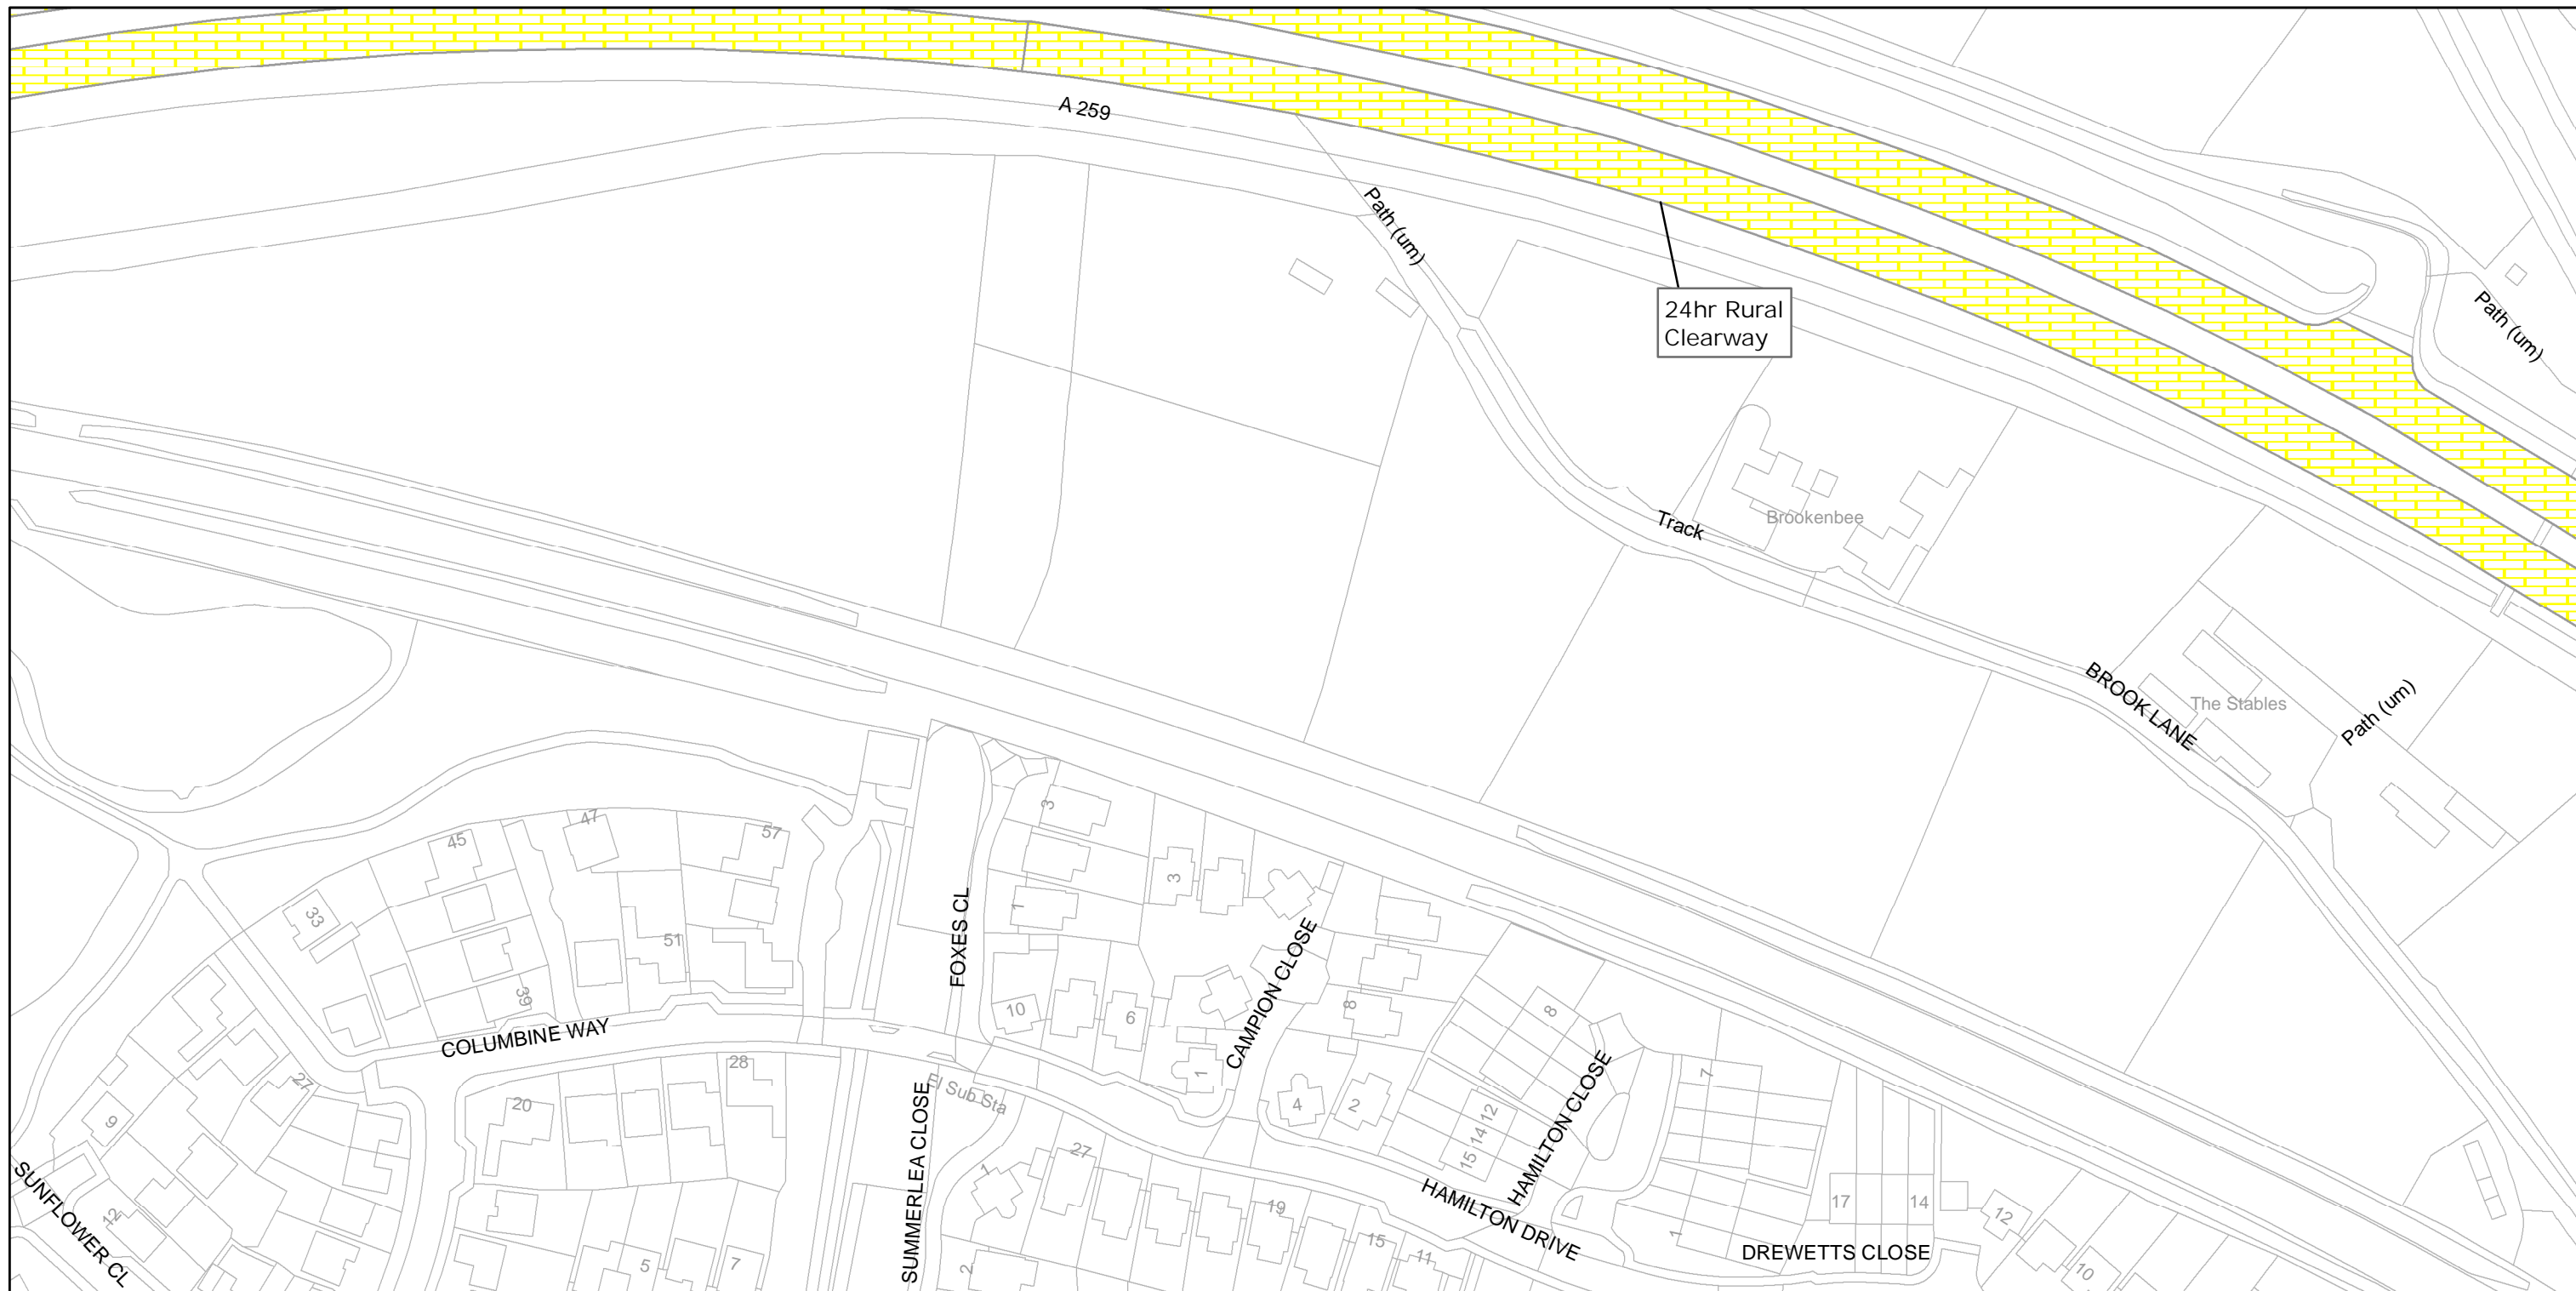 A 259
Path (um)
24hr Rural
Clearway
Path (um)
Track
Brookenbee
BROOK LANE
The Stables
Path (um)
3
47
57
45
3
33
1
51
FOXES CL
39
10
6
CAMPION CLOSE
8
8
COLUMBINE WAY
28
27
20
9
1
El Sub Sta
4
2
7
12
14
15
HAMILTON CLOSE
SUMMERLEA CLOSE
27
1
SUNFLOWER CL
12
19
HAMILTON DRIVE
17
14
12
1
DREWETTS CLOSE
15
11
5
7
2
10